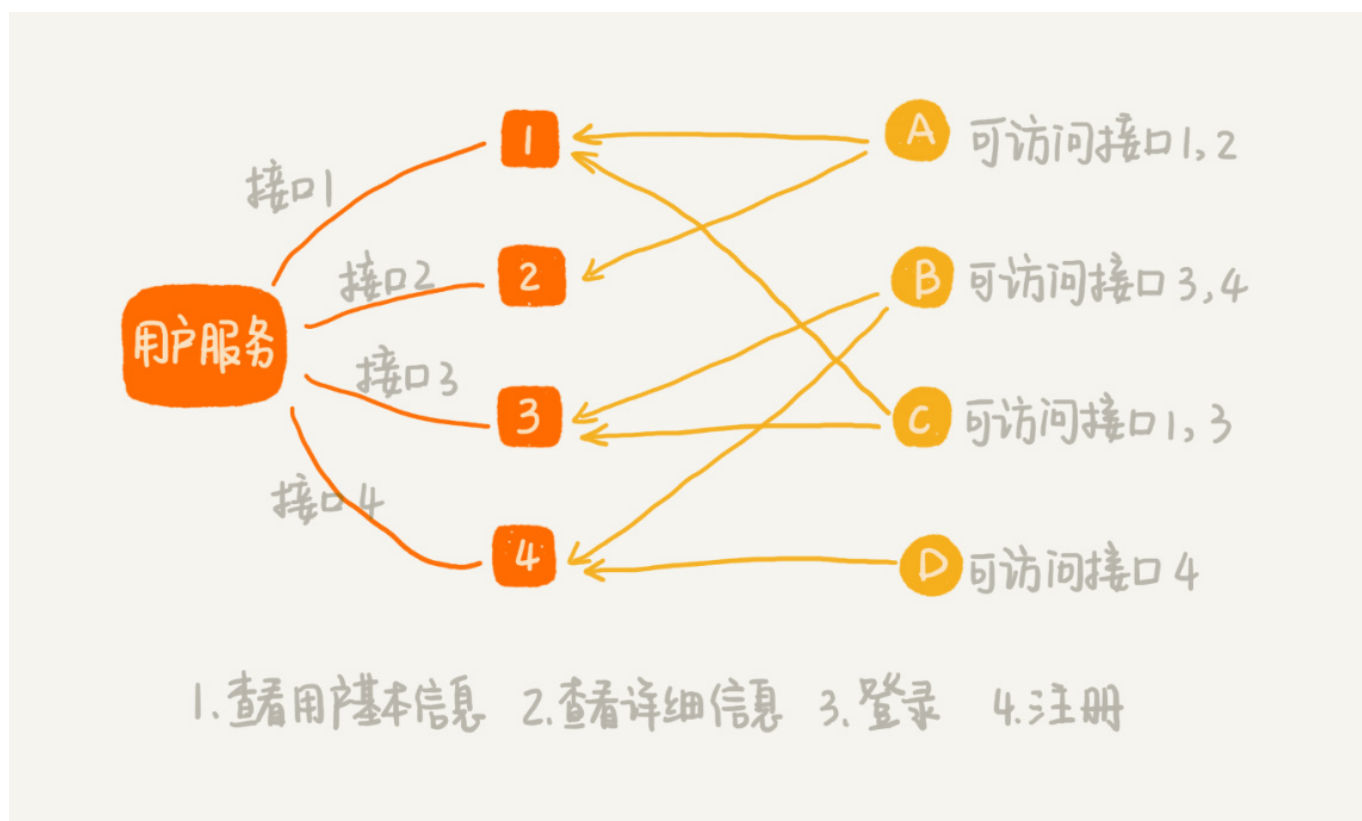 接口1
1
A 可访问接口1,2
接口2
2
B 可访问接口3,4
用户服务
接口3
3
C 可访问接口1,3
接口4
4
D 可访问接口4
1.查看用户基本信息 2.查看详细信息 3.登录 4.注册